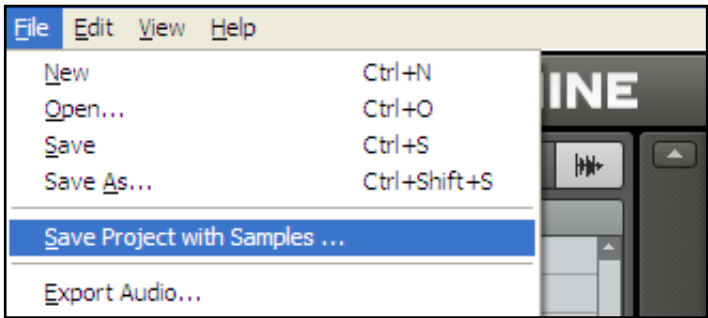 File Edit View Help
New Ctrl+N
Open... Ctrl+O
Save Ctrl+S
Save As... Ctrl+Shift+S
Save Project with Samples ...
Export Audio...
INE